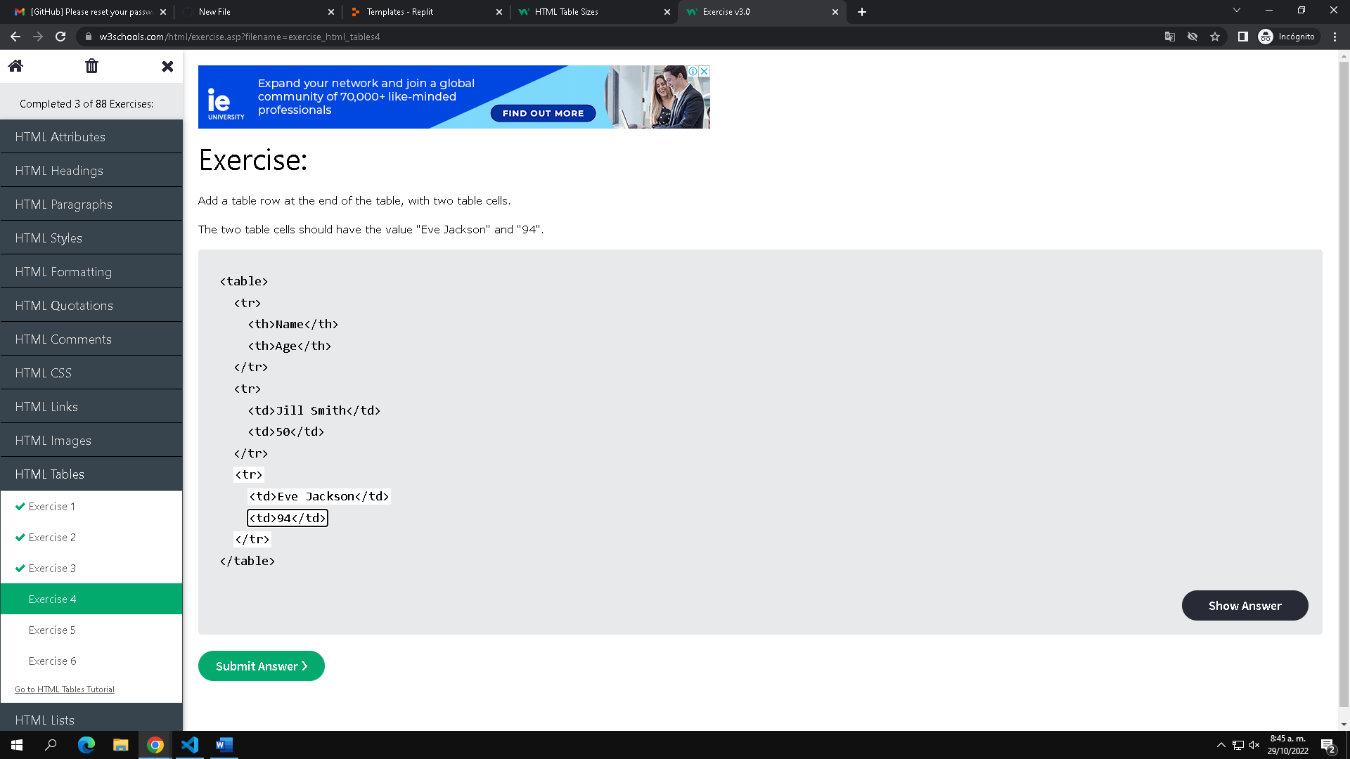 [GitHub] Please reset your passw
New File
Templates - Replit
HTML Table Sizes
Exercise v3.0
w3schools.com/html/exercise.asp?filename=exercise_html_tables4
Incógnito
Completed 3 of 88 Exercises:
HTML Attributes
HTML Headings
HTML Paragraphs
HTML Styles
HTML Formatting
HTML Quotations
HTML Comments
HTML CSS
HTML Links
HTML Images
HTML Tables
Exercise 1
Exercise 2
Exercise 3
Exercise 4
Exercise 5
Exercise 6
Go to HTML Tables Tutorial
HTML Lists
ie
UNIVERSITY
Expand your network and join a global
community of 70,000+ like-minded
professionals
FIND OUT MORE
Exercise:
Add a table row at the end of the table, with two table cells.
The two table cells should have the value "Eve Jackson" and "94".
<table>
<tr>
<th>Name</th>
<th>Age</th>
</tr>
<tr>
<td>Jill Smith</td>
<td>50</td>
</tr>
<tr>
<td>Eve Jackson</td>
<td>94</td>
</tr>
</table>
Show Answer
Submit Answer ❯
8:45 a. m.
29/10/2022
2